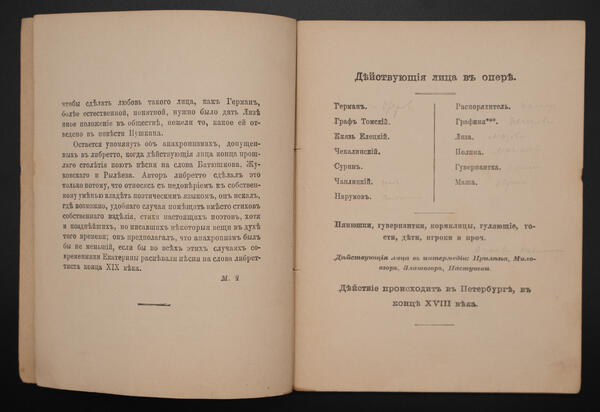 чтобы сдѣлать любовь такого лица, какъ Германъ,
болѣе естественной, понятной, нужно было дать Лизѣ
иное положеніе въ обществѣ, нежели то, какое ей от-
ведено въ повѣсти Пушкина.
Остается упомянуть объ анахронизмахъ, допущен-
ныхъ въ либретто, когда дѣйствующія лица конца прош-
лаго столѣтія поютъ пѣсни на слова Батюшкова, Жу-
ковскаго и Рылѣева. Авторъ либретто сдѣлалъ это
только потому, что относясь съ недовѣріемъ къ собствен-
ному умѣнью владѣть поэтическимъ языкомъ, онъ искалъ,
гдѣ возможно, удобнаго случая помѣщать вмѣсто стиховъ
собственнаго издѣлія, стихи настоящихъ поэтовъ, хотя
и позднѣйшихъ, но писавшихъ нѣкоторыя вещи въ духѣ
того времени; онъ предполагалъ, что анахронизмъ былъ
бы не меньшій, если бы во всѣхъ этихъ случаяхъ со-
временники Екатерины распѣвали пѣсни на слова либрет-
тиста конца XIX вѣка.
М. Ч.
Дѣйствующія лица въ оперѣ.
Германъ.
Графъ Томскій.
Князь Елецкій.
Чекалинскій.
Суринъ.
Чаплицкій.
Нарумовъ.
Распорядитель.
Графиня***.
Лиза.
Полина.
Гувернантка.
Маша.
Нянюшки, гувернантки, кормилицы, гуляющіе, го-
сти, дѣти, игроки и проч.
Дѣйствующія лица въ интермедіи: Прилѣпа, Мило-
взоръ, Златогоръ, Пастушки.
Дѣйствіе происходитъ въ Петербургѣ, въ
концѣ XVIII вѣка.